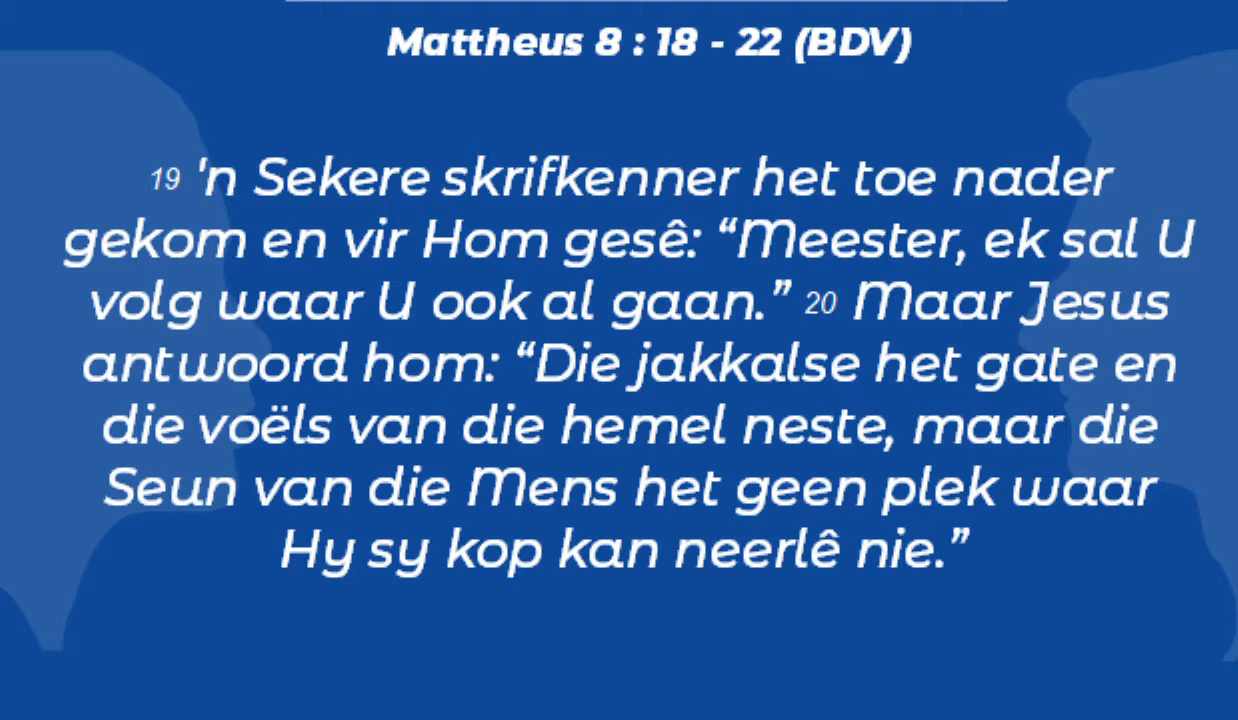 Mattheus 8 : 18 - 22 (BDV)
19 'n Sekere skrifkenner het toe nader
gekom en vir Hom gesê: “Meester, ek sal U
volg waar U ook al gaan.” 20 Maar Jesus
antwoord hom: “Die jakkalse het gate en
die voëls van die hemel neste, maar die
Seun van die Mens het geen plek waar
Hy sy kop kan neerlê nie.”